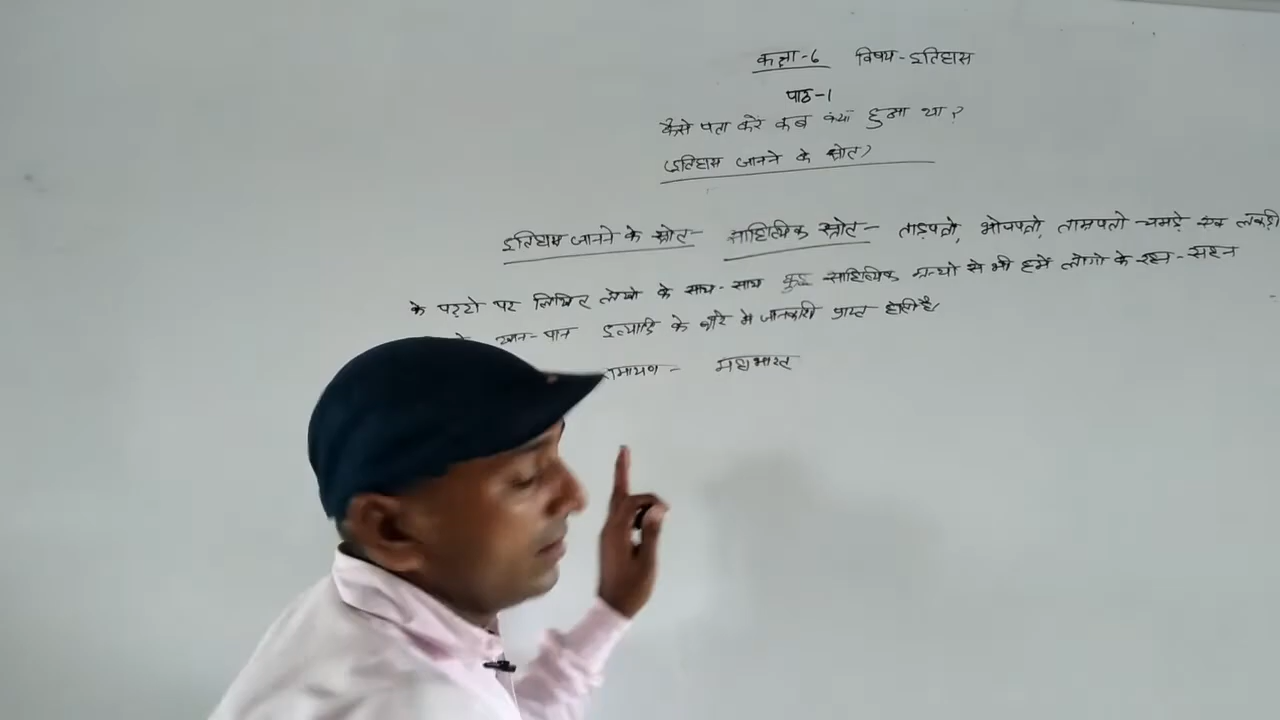 कक्षा-6 विषय-इतिहास
पाठ-1
कैसे पता करें कब क्या हुआ था?
(इतिहास जानने के स्रोत)
इतिहास जानने के स्रोत- साहित्यिक स्रोत- ताड़पत्रो, भोजपत्रो, ताम्रपत्रो चमड़े एवं लकड़ी
के पट्टो पर लिखित लेखो के साथ-साथ कुछ साहित्यिक ग्रन्थो से भी हमें लोगो के रहन-सहन
खान-पान इत्यादि के बारे मे जानकारी प्राप्त होती है।
महाभारत